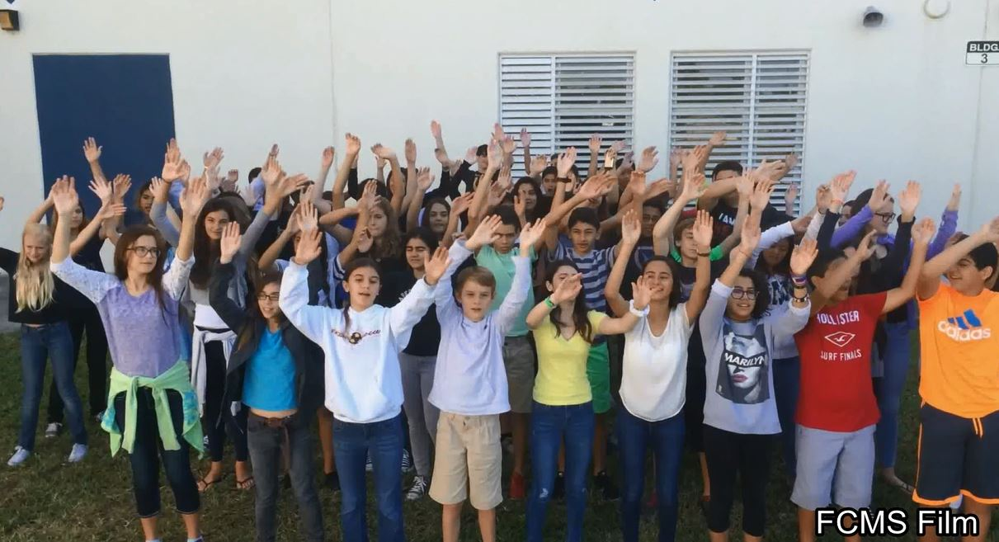 BLDG
3
MARILYN
HOLLISTER
SURF FINALS
adidas
FCMS Film